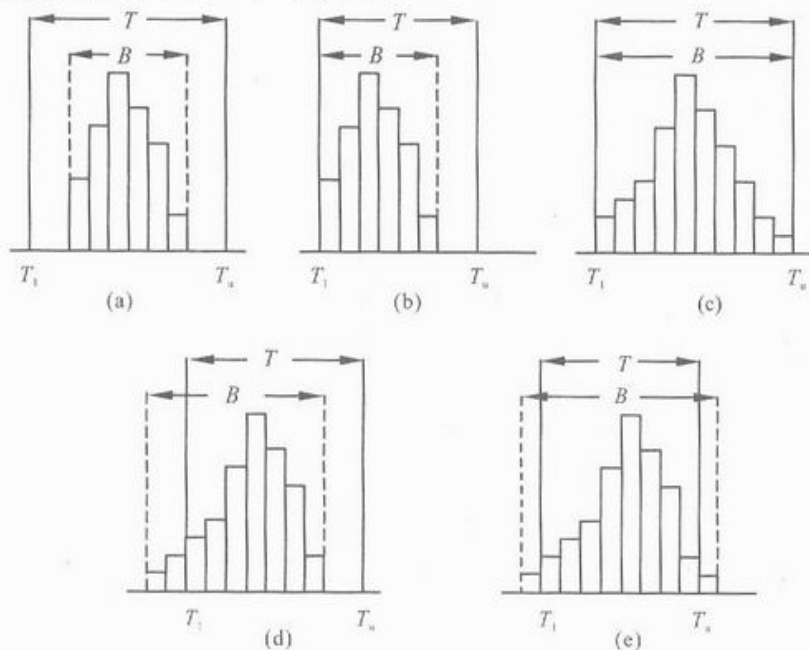 T T T
B B B
T₁ Tᵤ T₁ Tᵤ T₁ Tᵤ
(a) (b) (c)
T T
B B
T₁ Tᵤ T₁ Tᵤ
(d) (e)